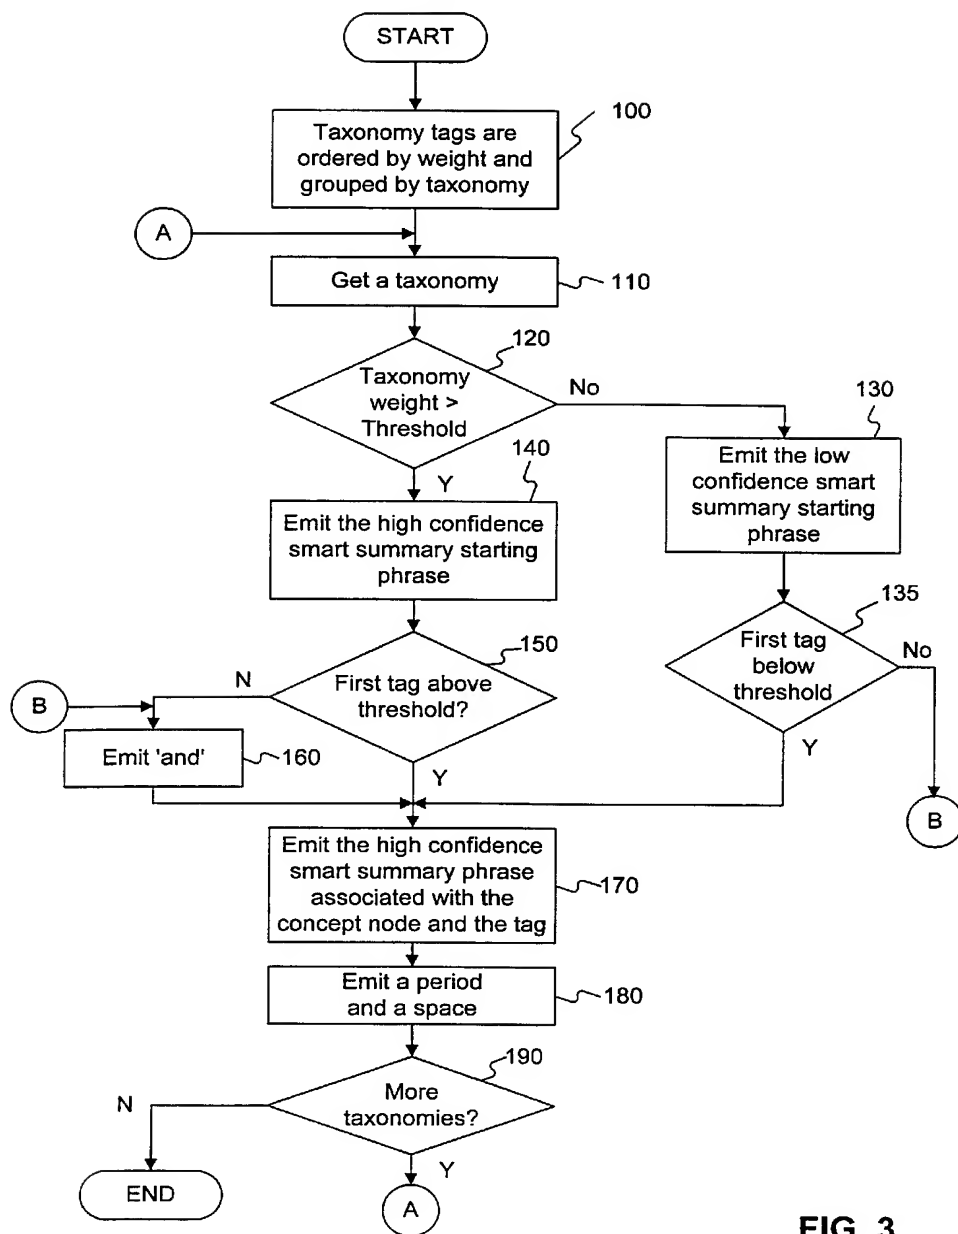 START
Taxonomy tags are
ordered by weight and
grouped by taxonomy
100
A
Get a taxonomy
110
Taxonomy
weight >
Threshold
120
No
Y
130
Emit the low
confidence smart
summary starting
phrase
140
Emit the high confidence
smart summary starting
phrase
135
First tag
below
threshold
No
Y
B
150
First tag above
threshold?
N
Y
B
Emit 'and'
160
Emit the high confidence
smart summary phrase
associated with the
concept node and the tag
170
Emit a period
and a space
180
190
More
taxonomies?
N
Y
END
A
FIG. 3